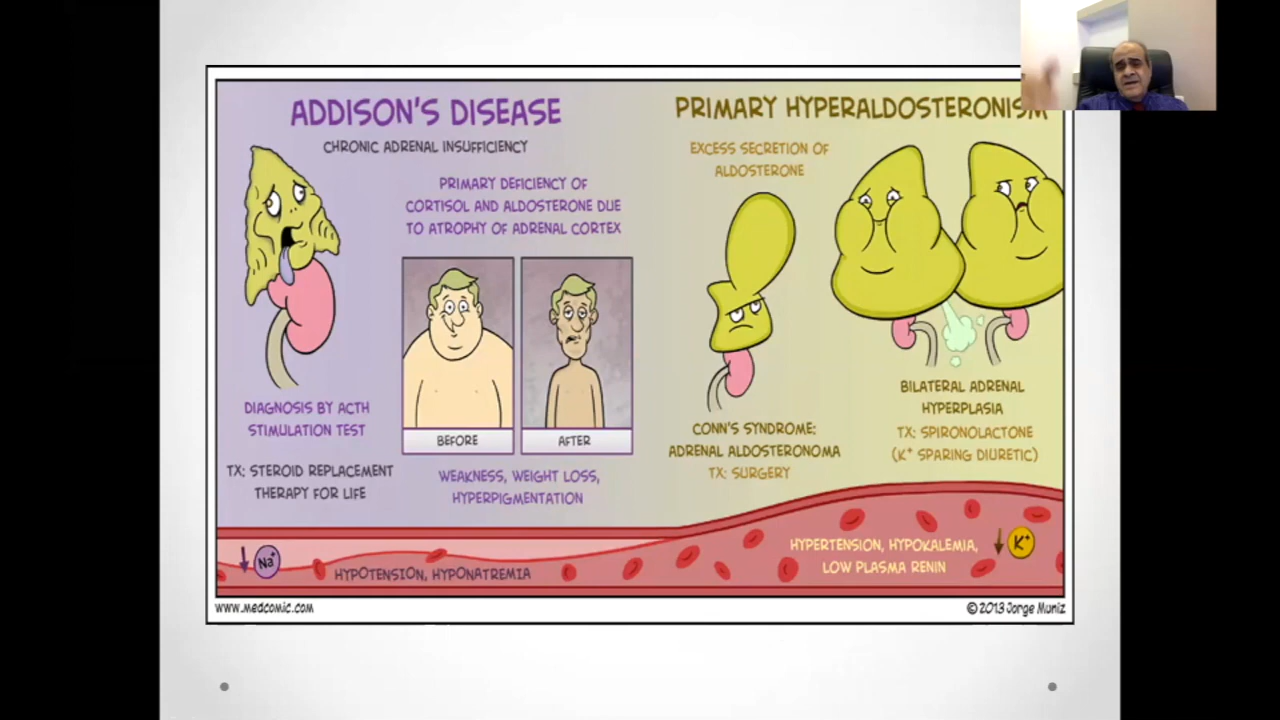 ADDISON'S DISEASE
CHRONIC ADRENAL INSUFFICIENCY
PRIMARY DEFICIENCY OF
CORTISOL AND ALDOSTERONE DUE
TO ATROPHY OF ADRENAL CORTEX
DIAGNOSIS BY ACTH
STIMULATION TEST
TX: STEROID REPLACEMENT
THERAPY FOR LIFE
BEFORE
AFTER
WEAKNESS, WEIGHT LOSS,
HYPERPIGMENTATION
Na+
HYPOTENSION, HYPONATREMIA
PRIMARY HYPERALDOSTERONISM
EXCESS SECRETION OF
ALDOSTERONE
CONN'S SYNDROME:
ADRENAL ALDOSTERONOMA
TX: SURGERY
BILATERAL ADRENAL
HYPERPLASIA
TX: SPIRONOLACTONE
(K+ SPARING DIURETIC)
HYPERTENSION, HYPOKALEMIA,
LOW PLASMA RENIN
K+
www.medcomic.com
© 2013 Jorge Muniz